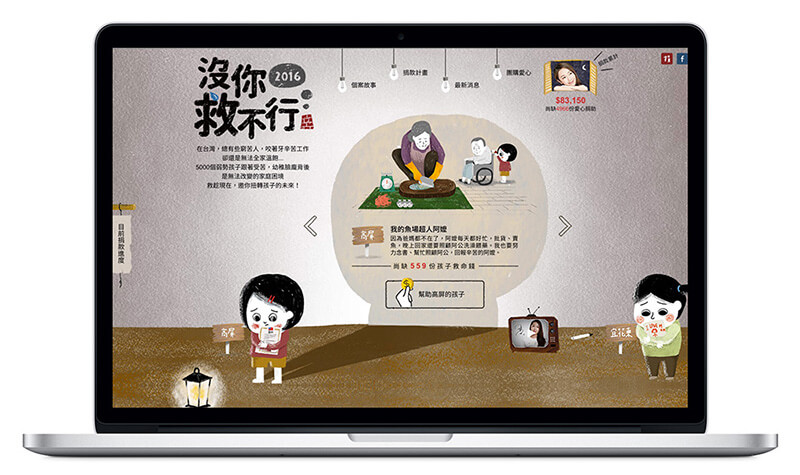 沒你
2016
救不行
個案故事
捐款計畫
最新消息
團購愛心
$83,150
尚缺4966份愛心捐助
f
在台灣，總有些窮苦人，咬著牙辛苦工作
卻還是無法全家溫飽...
5000個弱勢孩子跟著受苦，幼稚臉龐背後
是無法改變的家庭困境
救趁現在，邀你扭轉孩子的未來！
目前捐款進度
高屏
我的魚場超人阿嬤
因為爸媽都不在了，阿嬤每天都好忙，批貨、賣
魚，晚上回家還要照顧阿公洗澡餵藥。我也要努
力念書、幫忙照顧阿公，回報辛苦的阿嬤。
尚缺 559 份孩子救命錢
幫助高屏的孩子
高屏
宜花東